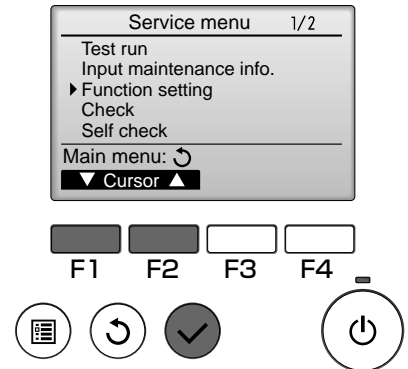 Service menu 1/2
Test run
Input maintenance info.
Function setting
Check
Self check
Main menu:
Cursor
F1 F2 F3 F4